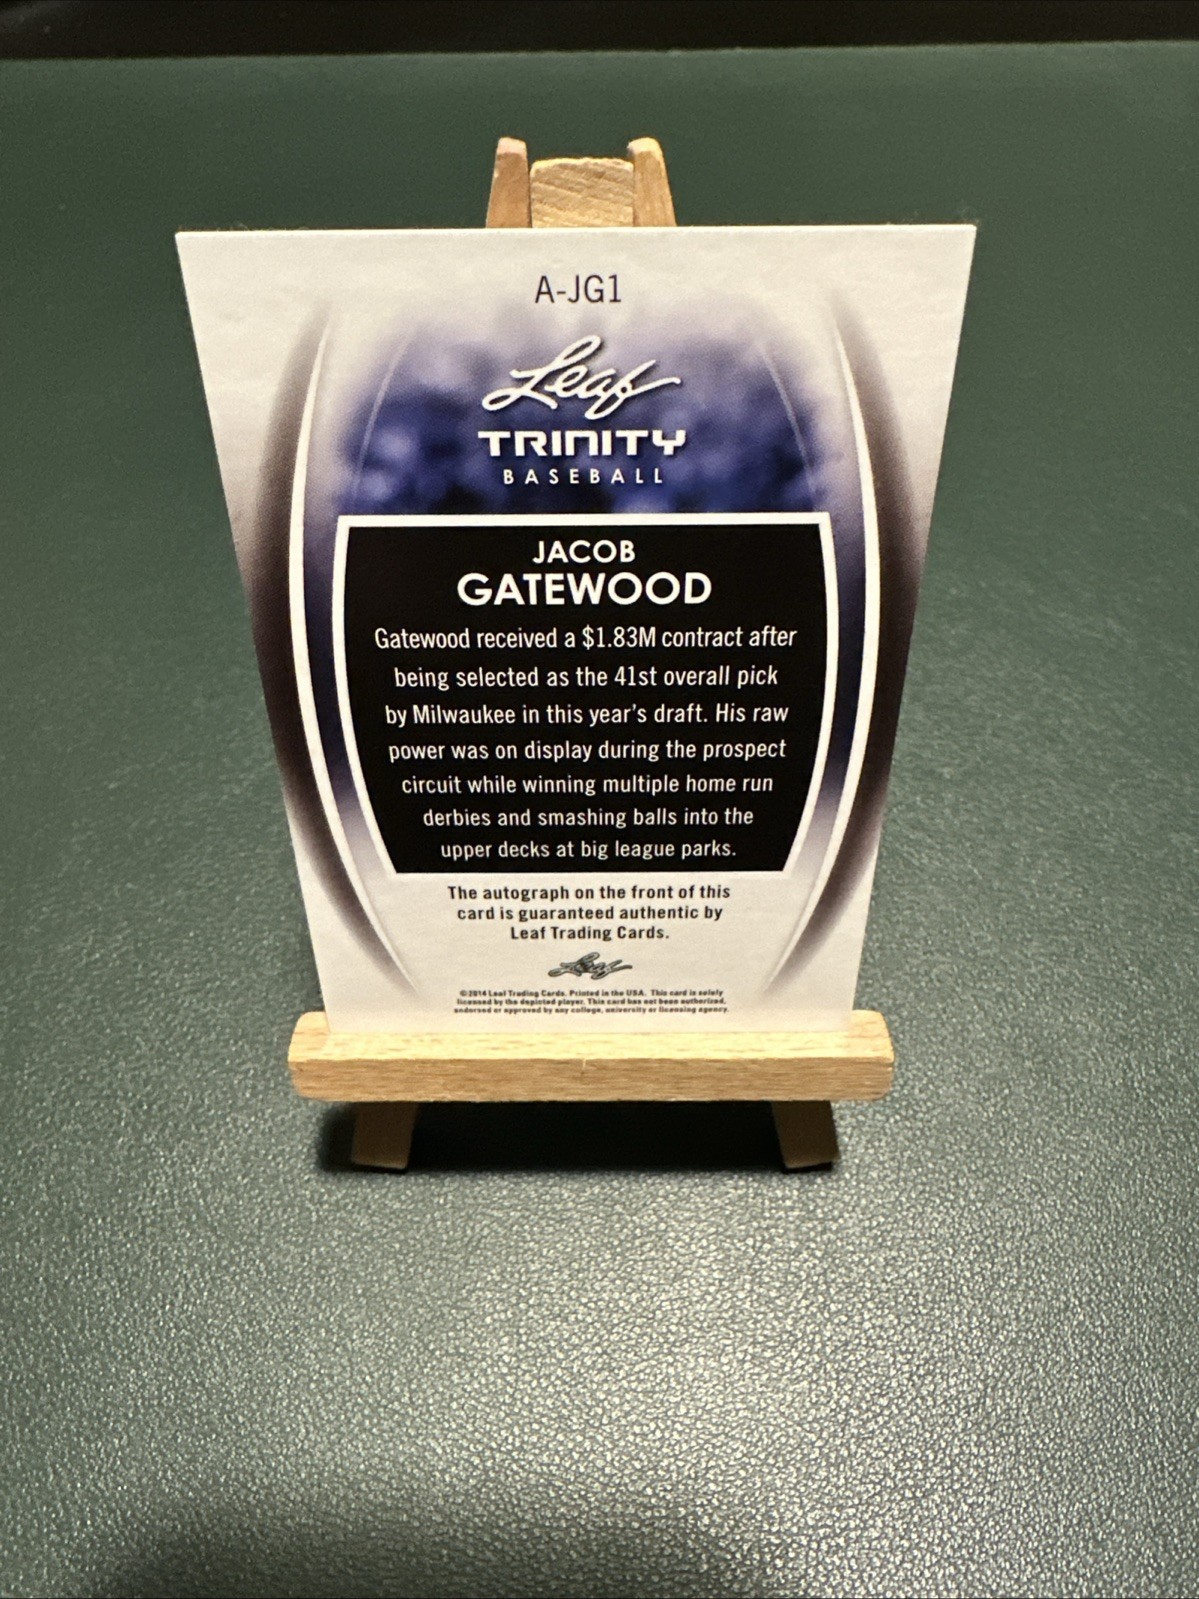 A-JG1
Leaf
TRINITY
BASEBALL
JACOB
GATEWOOD
Gatewood received a $1.83M contract after
being selected as the 41st overall pick
by Milwaukee in this year's draft. His raw
power was on display during the prospect
circuit while winning multiple home run
derbies and smashing balls into the
upper decks at big league parks.
The autograph on the front of this
card is guaranteed authentic by
Leaf Trading Cards.
Leaf
©2014 Leaf Trading Cards. Printed in the USA. This card is solely
licensed by the depicted player. This card has not been authorized,
endorsed or approved by any college, university or licensing agency.